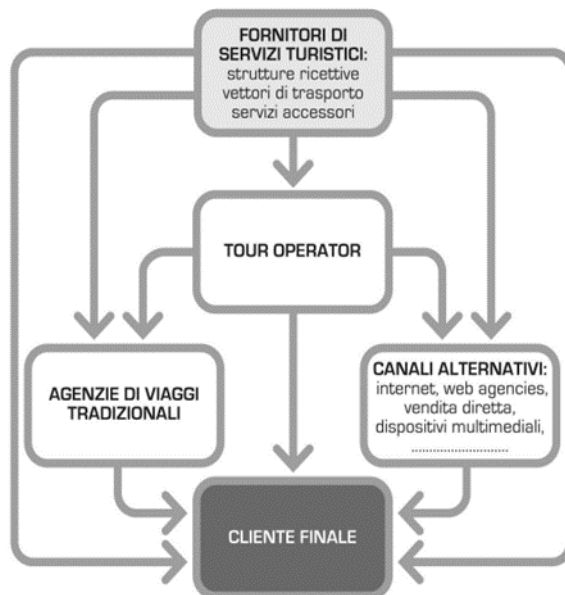 FORNITORI DI
SERVIZI TURISTICI:
strutture ricettive
vettori di trasporto
servizi accessori
TOUR OPERATOR
AGENZIE DI VIAGGI
TRADIZIONALI
CANALI ALTERNATIVI:
internet, web agencies,
vendita diretta,
dispositivi multimediali,
............................
CLIENTE FINALE